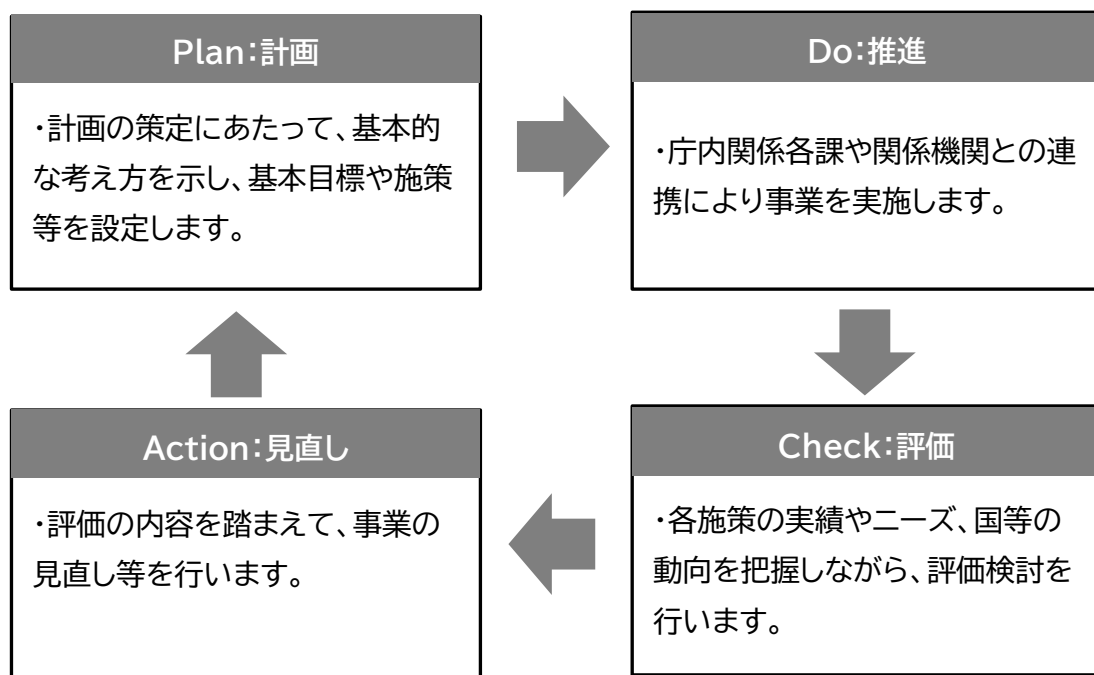 Plan：計画
・計画の策定にあたって、基本的
な考え方を示し、基本目標や施策
等を設定します。
Do：推進
・庁内関係各課や関係機関との連
携により事業を実施します。
Check：評価
・各施策の実績やニーズ、国等の
動向を把握しながら、評価検討を
行います。
Action：見直し
・評価の内容を踏まえて、事業の
見直し等を行います。